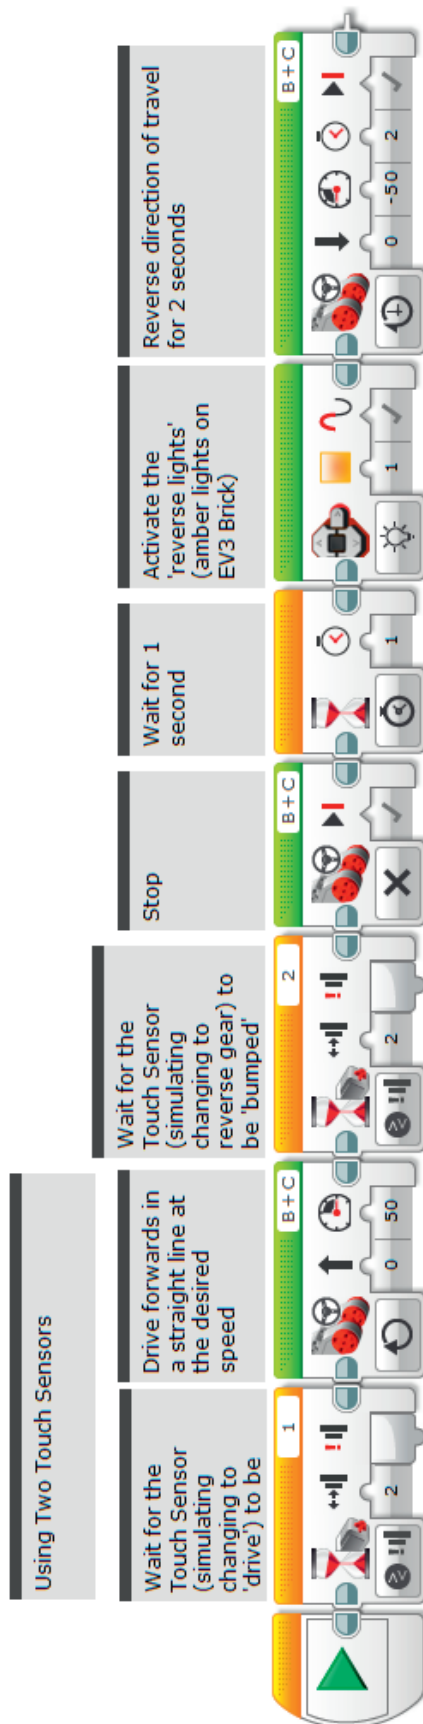 Using Two Touch Sensors
Wait for the
Touch Sensor
(simulating
changing to
'drive') to be
Drive forwards in
a straight line at
the desired
speed
Wait for the
Touch Sensor
(simulating
changing to
reverse gear) to
be 'bumped'
Stop
Wait for 1
second
Activate the
'reverse lights'
(amber lights on
EV3 Brick)
Reverse direction of travel
for 2 seconds
1
2
B + C
0 50
2
2
B + C
1
1
B + C
0 -50 2